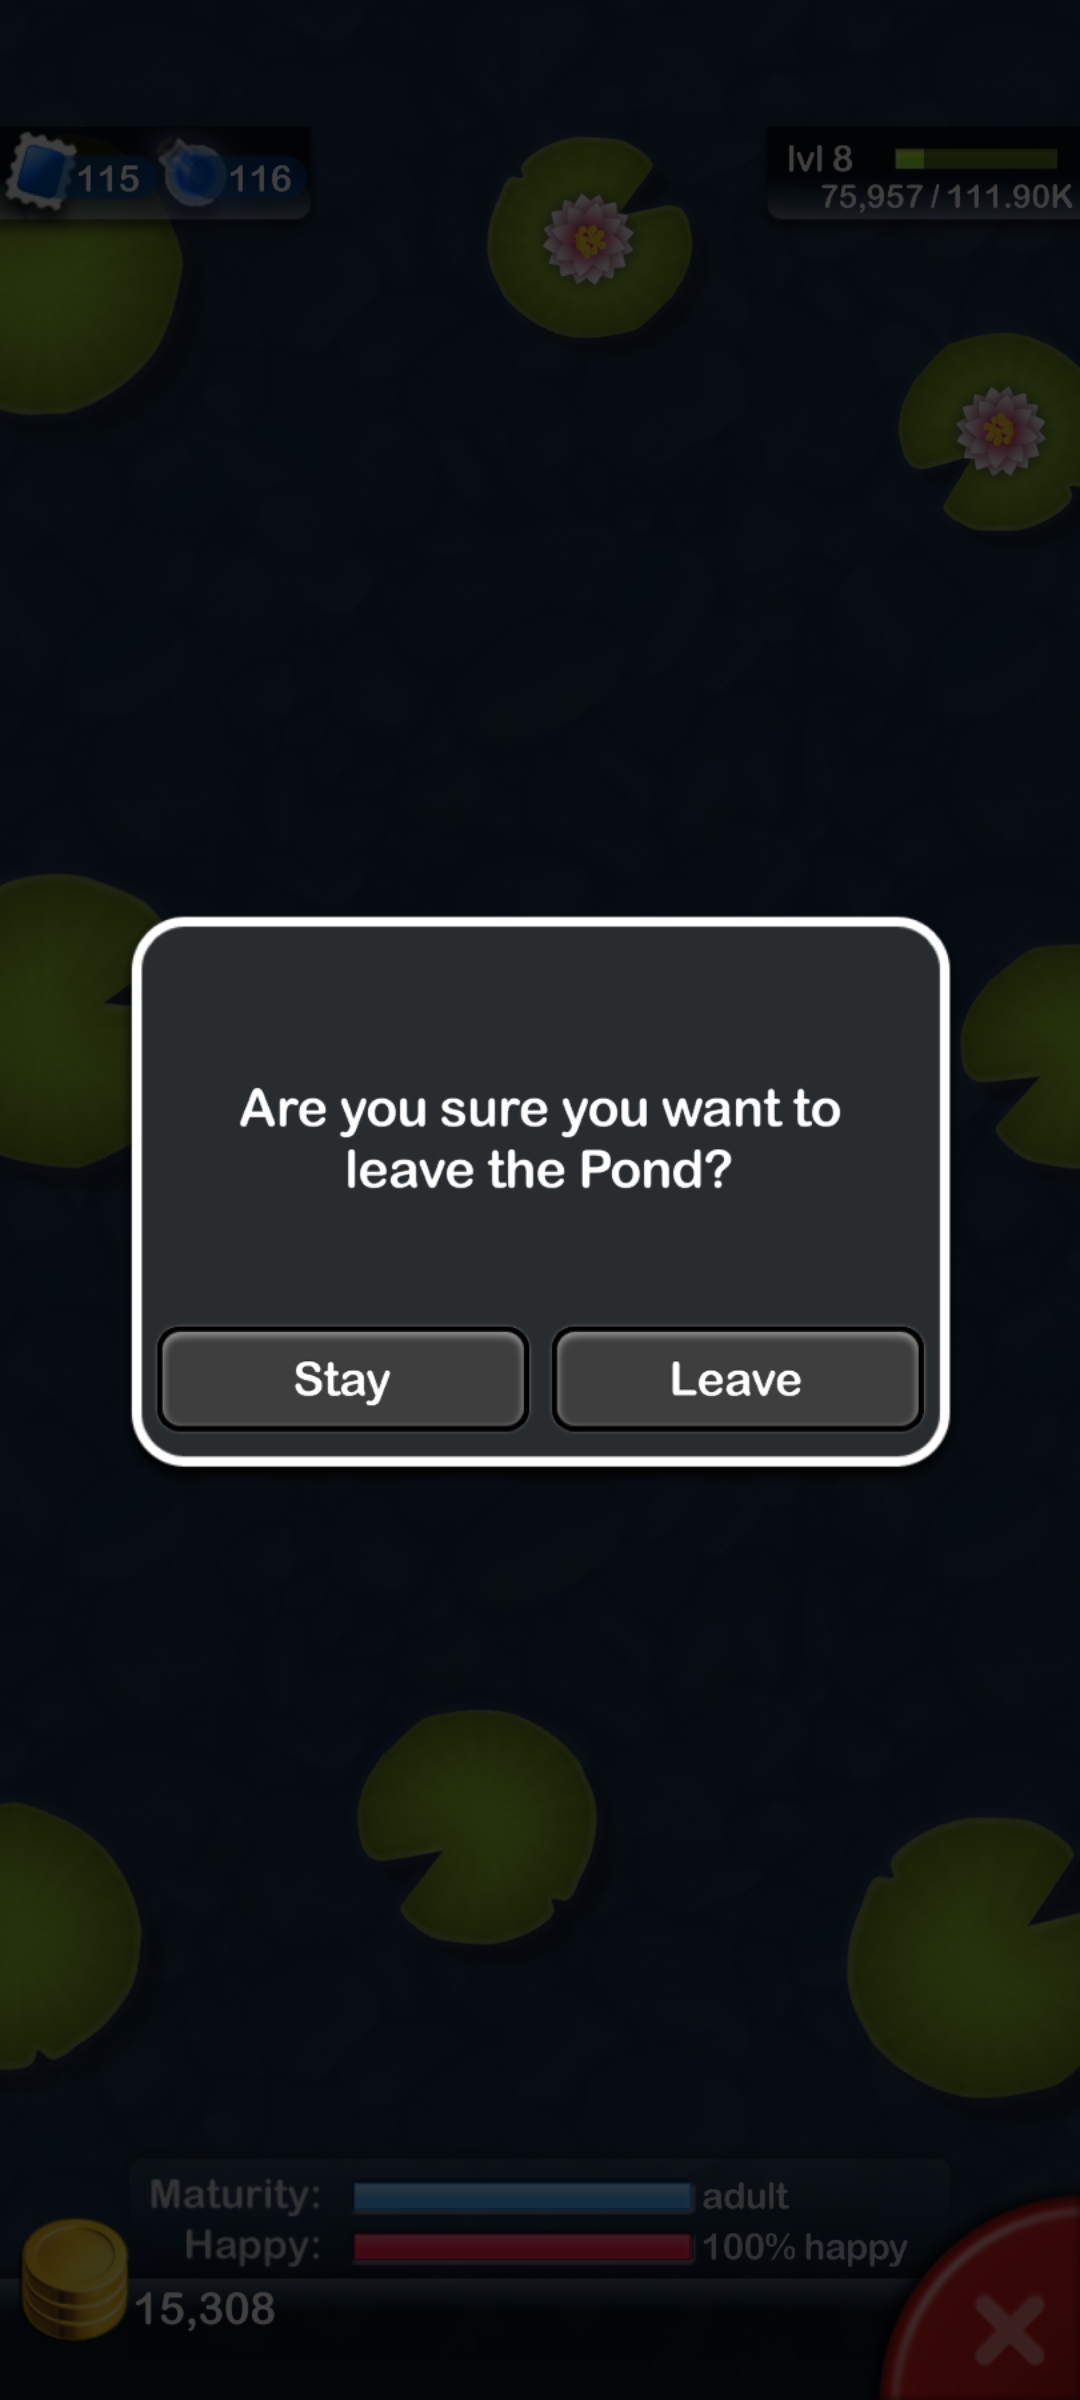 115 116
lvl 8
75,957 / 111.90K
Are you sure you want to
leave the Pond?
Stay Leave
Maturity: adult
Happy: 100% happy
15,308